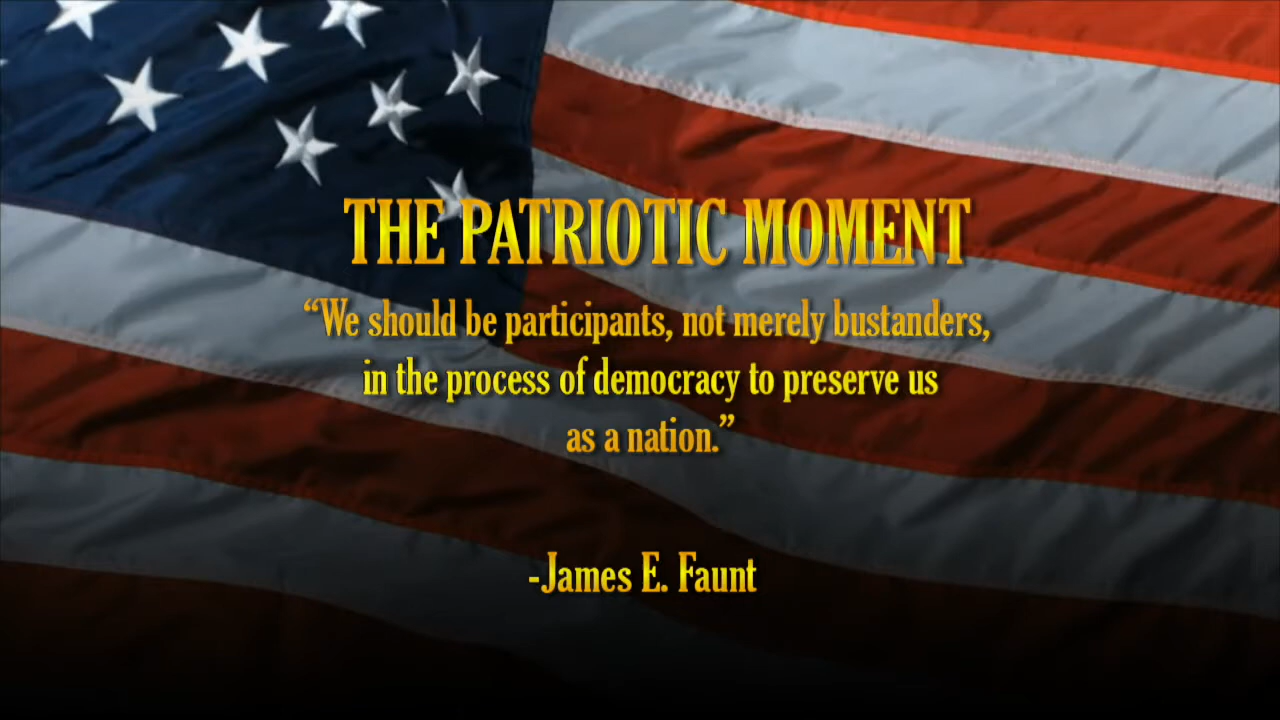 THE PATRIOTIC MOMENT
“We should be participants, not merely bustanders,
in the process of democracy to preserve us
as a nation.”
-James E. Faunt